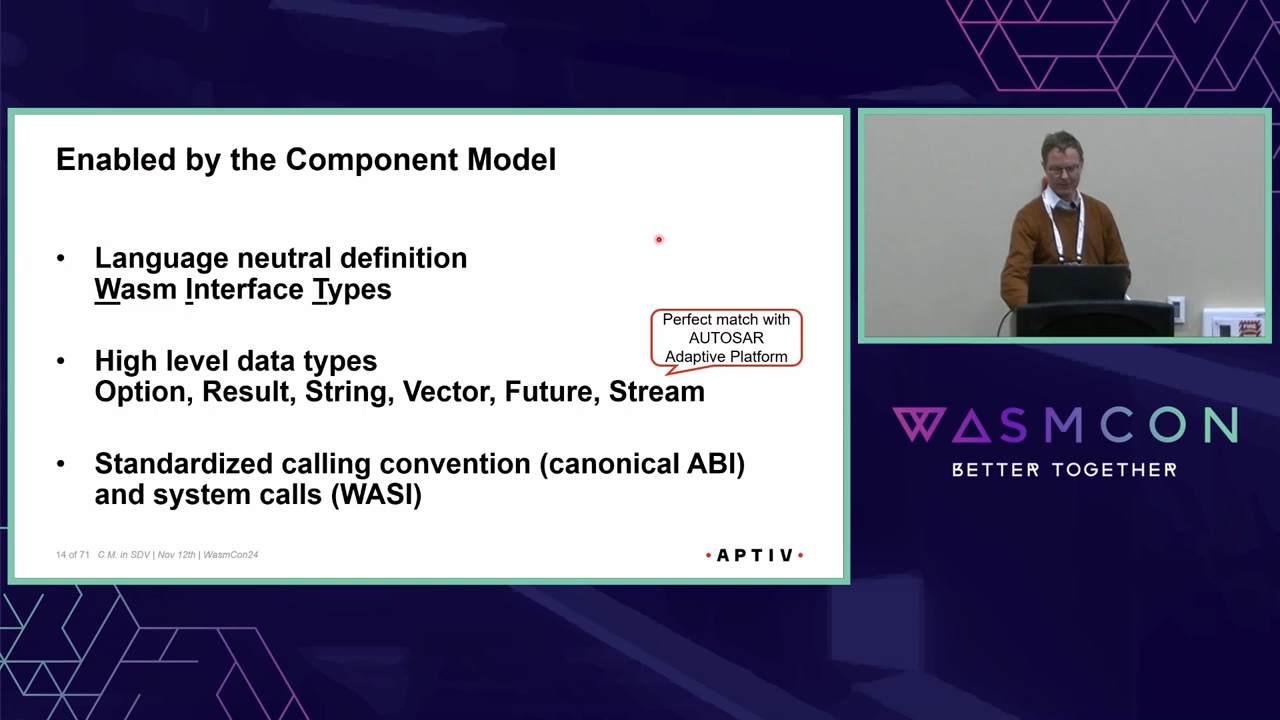 Enabled by the Component Model
• Language neutral definition
Wasm Interface Types
Perfect match with
AUTOSAR
Adaptive Platform
• High level data types
Option, Result, String, Vector, Future, Stream
• Standardized calling convention (canonical ABI)
and system calls (WASI)
14 of 71 C.M. in SDV | Nov 12th | WasmCon24
• APTIV •
WASMCON
BETTER TOGETHER